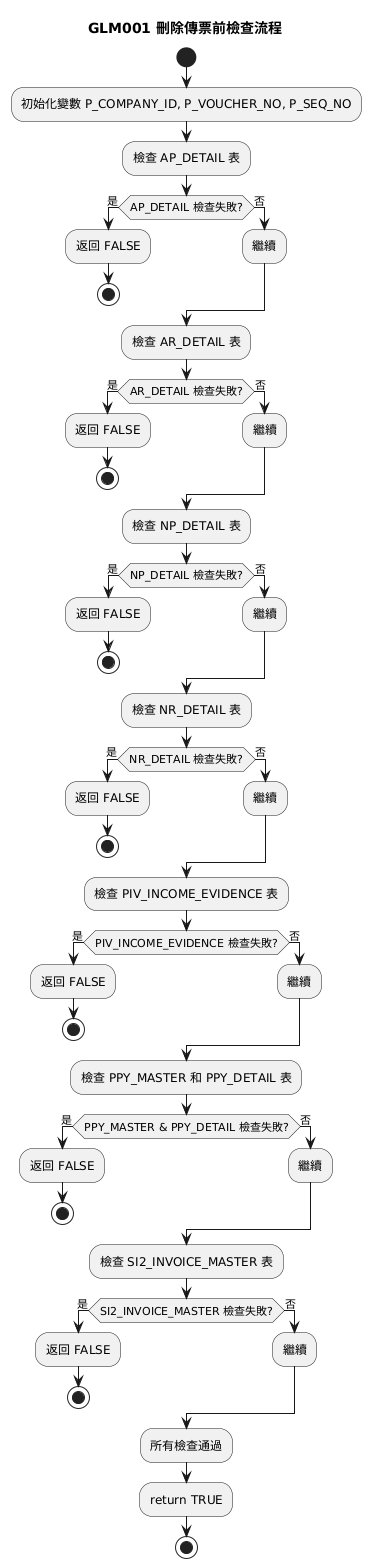 GLM001 刪除傳票前檢查流程
初始化變數 P_COMPANY_ID, P_VOUCHER_NO, P_SEQ_NO
檢查 AP_DETAIL 表
是
AP_DETAIL 檢查失敗?
否
返回 FALSE
繼續
檢查 AR_DETAIL 表
是
AR_DETAIL 檢查失敗?
否
返回 FALSE
繼續
檢查 NP_DETAIL 表
是
NP_DETAIL 檢查失敗?
否
返回 FALSE
繼續
檢查 NR_DETAIL 表
是
NR_DETAIL 檢查失敗?
否
返回 FALSE
繼續
檢查 PIV_INCOME_EVIDENCE 表
是
PIV_INCOME_EVIDENCE 檢查失敗?
否
返回 FALSE
繼續
檢查 PPY_MASTER 和 PPY_DETAIL 表
是
PPY_MASTER & PPY_DETAIL 檢查失敗?
否
返回 FALSE
繼續
檢查 SI2_INVOICE_MASTER 表
是
SI2_INVOICE_MASTER 檢查失敗?
否
返回 FALSE
繼續
所有檢查通過
return TRUE